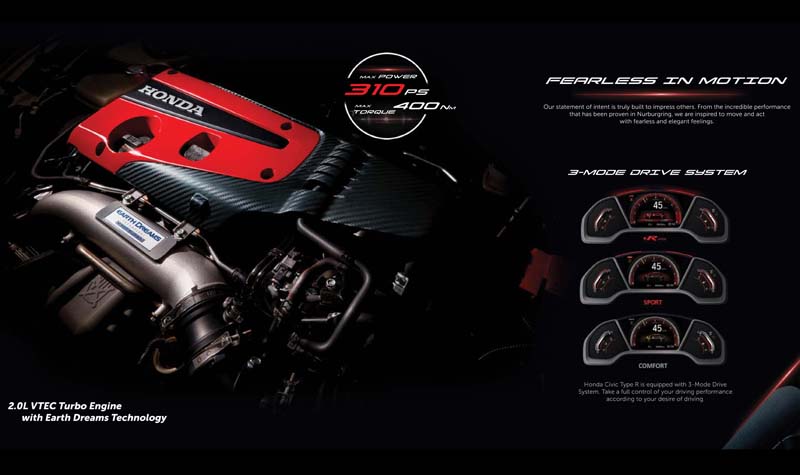 HONDA
EARTH DREAMS
MAX POWER
310 PS
MAX
TORQUE 400 Nm
2.0L VTEC Turbo Engine
with Earth Dreams Technology
FEARLESS IN MOTION
Our statement of intent is truly built to impress others. From the incredible performance
that has been proven in Nurburgring, we are inspired to move and act
with fearless and elegant feelings.
3-MODE DRIVE SYSTEM
45
+R
45
SPORT
45
COMFORT
Honda Civic Type R is equipped with 3-Mode Drive
System. Take a full control of your driving performance
according to your desire of driving